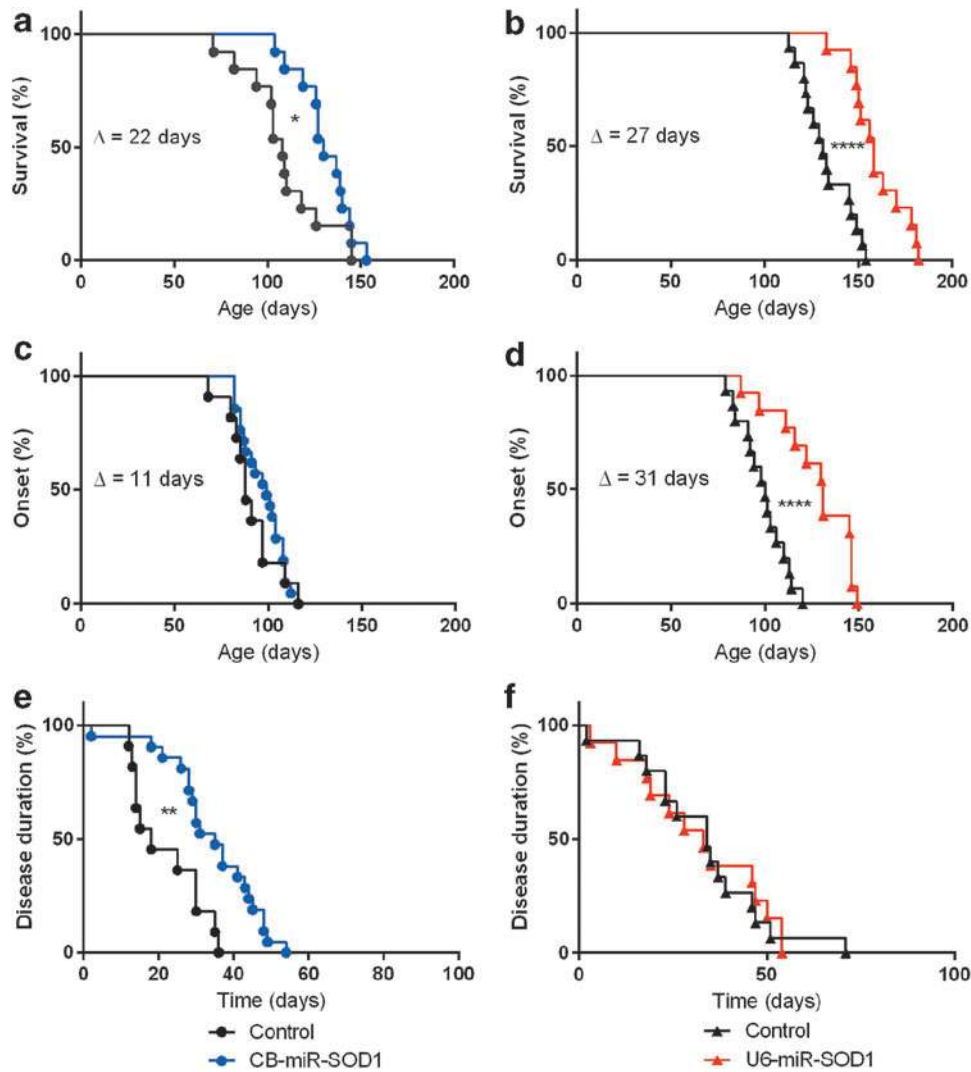 a
Survival (%)
100
50
0
0 50 100 150 200
Age (days)
Δ = 22 days
*
b
Survival (%)
100
50
0
0 50 100 150 200
Age (days)
Δ = 27 days
****
c
Onset (%)
100
50
0
0 50 100 150 200
Age (days)
Δ = 11 days
d
Onset (%)
100
50
0
0 50 100 150 200
Age (days)
Δ = 31 days
****
e
Disease duration (%)
100
50
0
0 20 40 60 80 100
Time (days)
**
Control
CB-miR-SOD1
f
Disease duration (%)
100
50
0
0 50 100
Time (days)
Control
U6-miR-SOD1